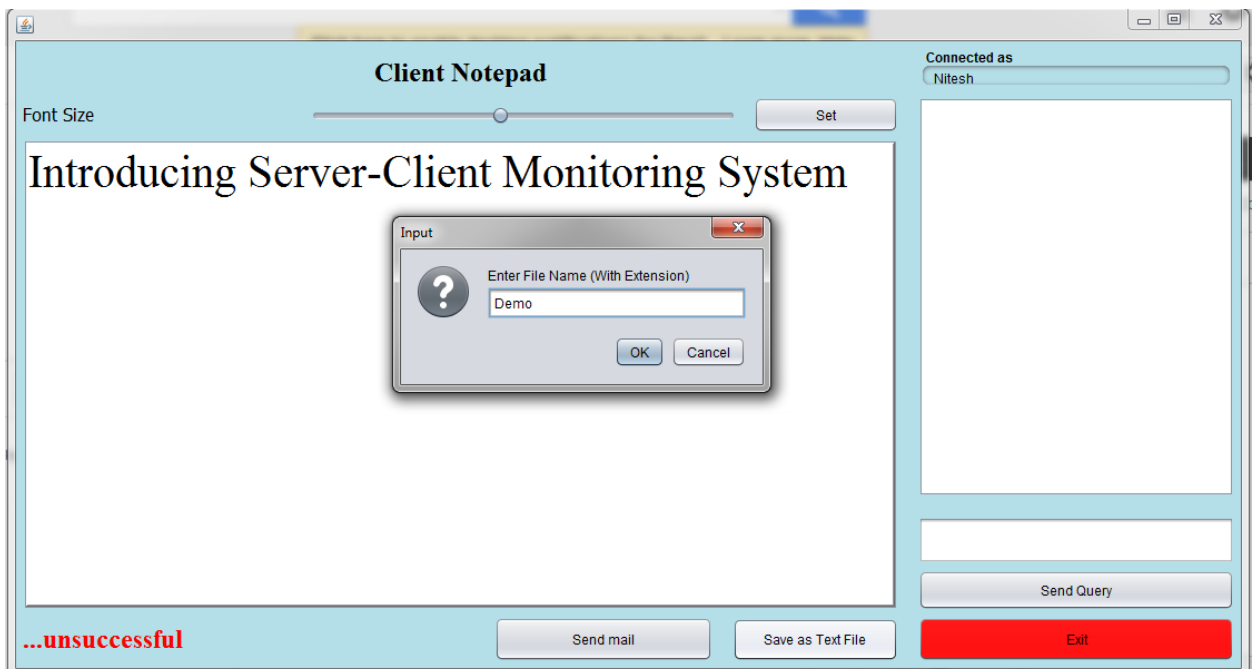 Client Notepad
Connected as
Nitesh
Font Size
Set
Introducing Server-Client Monitoring System
Input
Enter File Name (With Extension)
Demo
OK
Cancel
Send Query
...unsuccessful
Send mail
Save as Text File
Exit